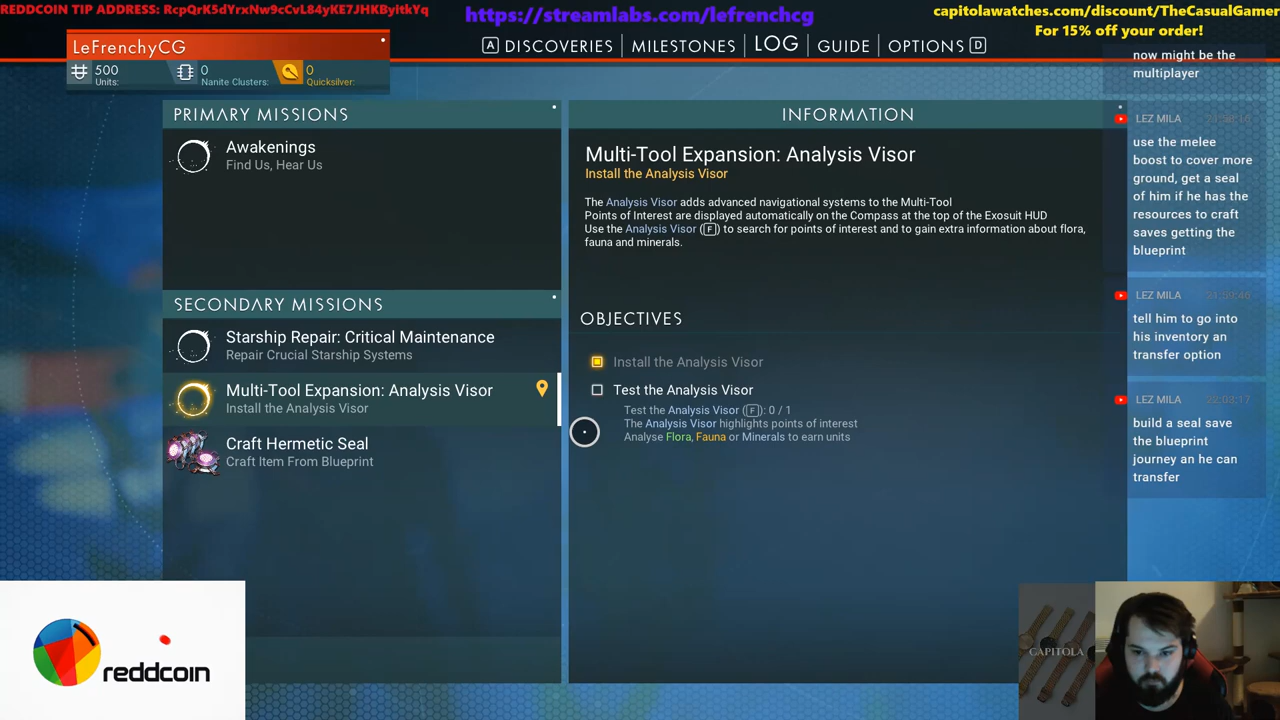 REDDCOIN TIP ADDRESS: RcpQrK5dYrxNw9cCvL84yKE7JHKByitkYq
https://streamlabs.com/lefrenchcg
capitolawatches.com/discount/TheCasualGamer
For 15% off your order!
LeFrenchyCG
500
Units:
0
Nanite Clusters:
0
Quicksilver:
A DISCOVERIES MILESTONES LOG GUIDE OPTIONS D
PRIMARY MISSIONS
Awakenings
Find Us, Hear Us
SECONDARY MISSIONS
Starship Repair: Critical Maintenance
Repair Crucial Starship Systems
Multi-Tool Expansion: Analysis Visor
Install the Analysis Visor
Craft Hermetic Seal
Craft Item From Blueprint
INFORMATION
Multi-Tool Expansion: Analysis Visor
Install the Analysis Visor
The Analysis Visor adds advanced navigational systems to the Multi-Tool
Points of Interest are displayed automatically on the Compass at the top of the Exosuit HUD
Use the Analysis Visor (F) to search for points of interest and to gain extra information about flora,
fauna and minerals.
OBJECTIVES
Install the Analysis Visor
Test the Analysis Visor
Test the Analysis Visor (F): 0 / 1
The Analysis Visor highlights points of interest
Analyse Flora, Fauna or Minerals to earn units
now might be the
multiplayer
LEZ MILA
use the melee
boost to cover more
ground, get a seal
of him if he has the
resources to craft
saves getting the
blueprint
LEZ MILA
tell him to go into
his inventory an
transfer option
LEZ MILA
build a seal save
the blueprint
journey an he can
transfer
reddcoin
CAPITOLA